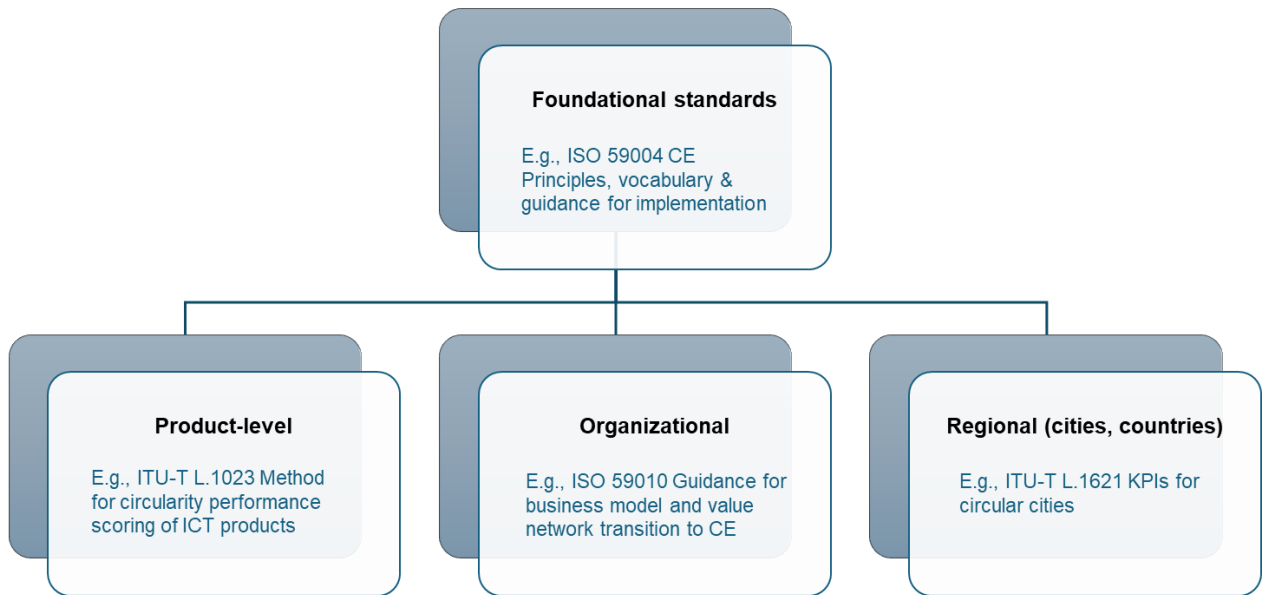 Foundational standards
E.g., ISO 59004 CE
Principles, vocabulary &
guidance for implementation
Product-level
E.g., ITU-T L.1023 Method
for circularity performance
scoring of ICT products
Organizational
E.g., ISO 59010 Guidance for
business model and value
network transition to CE
Regional (cities, countries)
E.g., ITU-T L.1621 KPIs for
circular cities